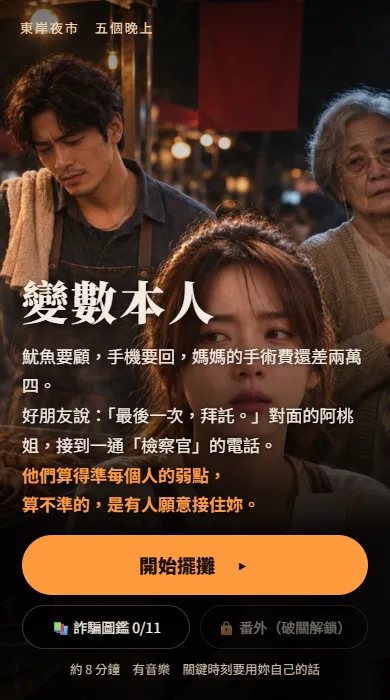 東岸夜市　五個晚上
變數本人
魷魚要顧，手機要回，媽媽的手術費還差兩萬
四。
好朋友說：「最後一次，拜託。」對面的阿桃
姐，接到一通「檢察官」的電話。
他們算得準每個人的弱點，
算不準的，是有人願意接住妳。
開始擺攤　▸
詐騙圖鑑 0/11
番外（破關解鎖）
約 8 分鐘　有音樂　關鍵時刻要用妳自己的話